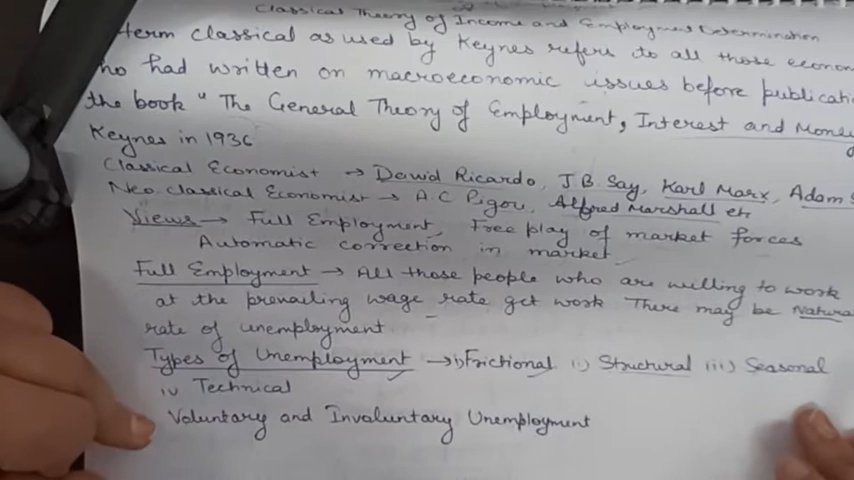 Classical Theory of Income and Employment Determination
term classical as used by Keynes refers to all those econom
ho had written on macroeconomic issues before publicati
the book "The General Theory of Employment, Interest and Money
Keynes in 1936
Classical Economist → David Ricardo, J B Say, Karl Marx, Adam S
Neo classical Economist → A C Pigou, Alfred Marshall etc
Views → Full Employment, Free play of market forces
Automatic correction in market
Full Employment → All those people who are willing to work
at the prevailing wage rate get work There may be Natura
rate of unemployment
Types of Unemployment → i) Frictional ii) Structural iii) Seasonal
iv Technical
Voluntary and Involuntary Unemployment